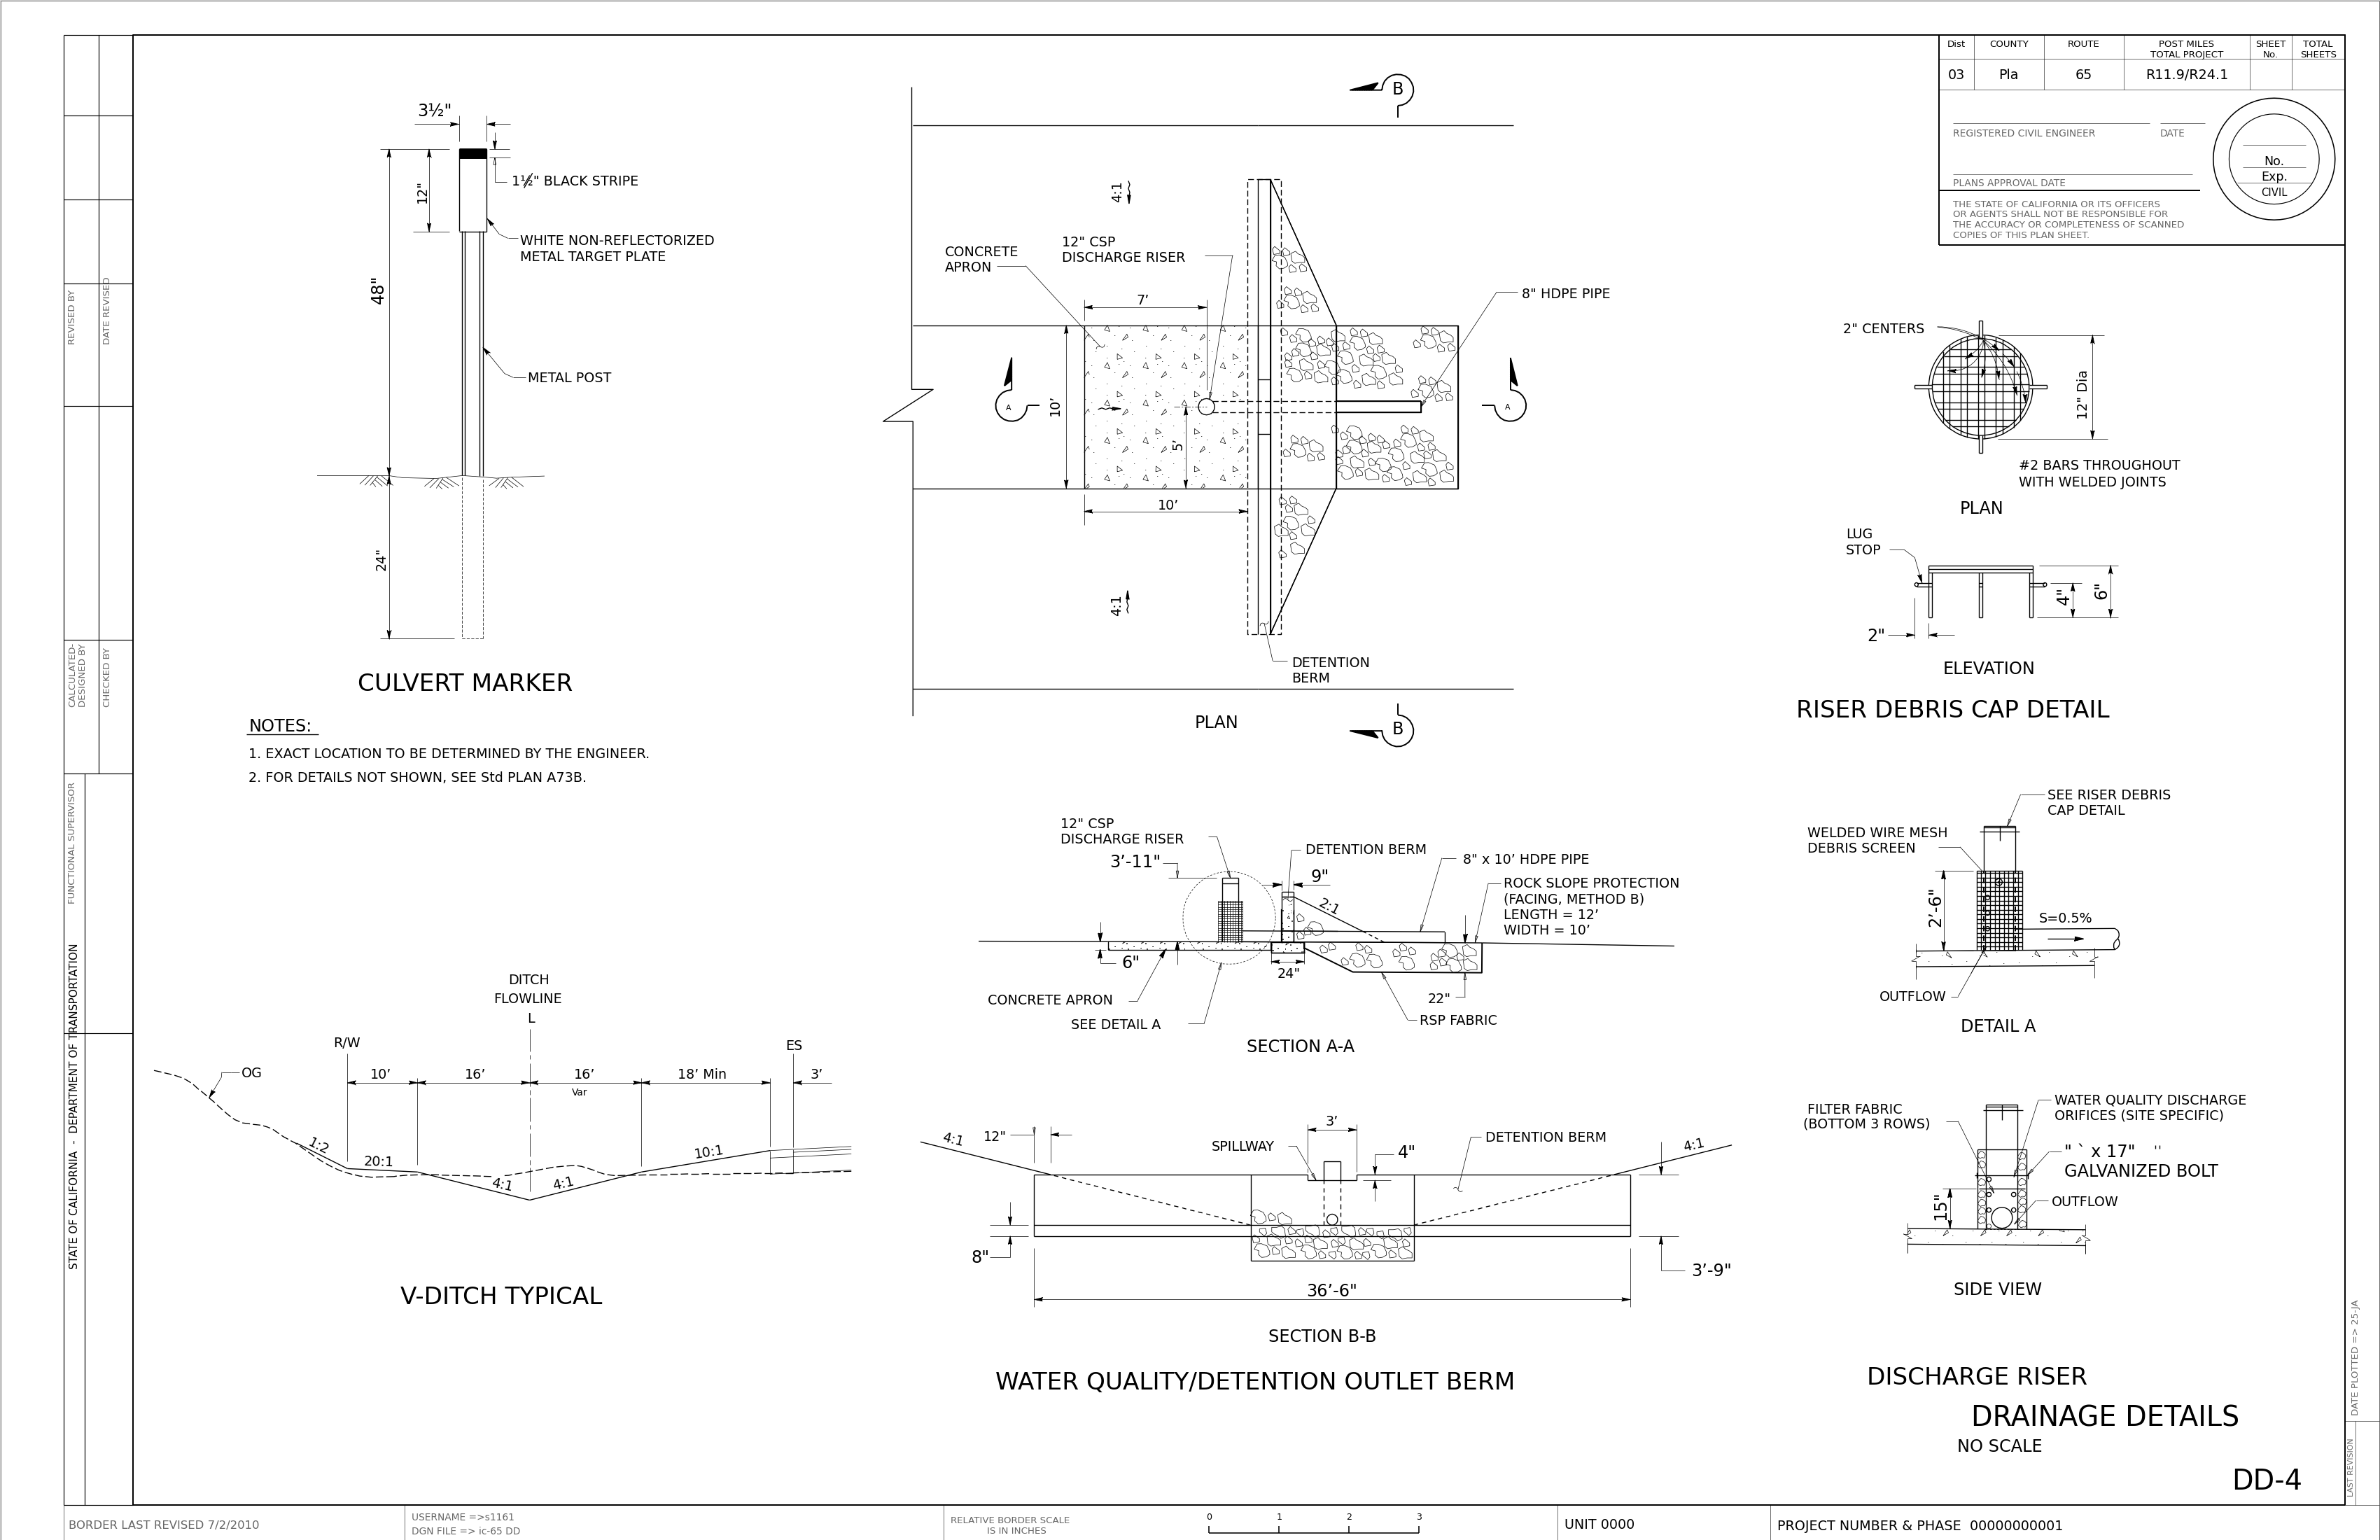 Dist COUNTY ROUTE POST MILES TOTAL PROJECT SHEET No. TOTAL SHEETS
03 Pla 65 R11.9/R24.1
REGISTERED CIVIL ENGINEER DATE
PLANS APPROVAL DATE
No.
Exp.
CIVIL
THE STATE OF CALIFORNIA OR ITS OFFICERS
OR AGENTS SHALL NOT BE RESPONSIBLE FOR
THE ACCURACY OR COMPLETENESS OF SCANNED
COPIES OF THIS PLAN SHEET.
REVISED BY
DATE REVISED
CALCULATED-
DESIGNED BY
CHECKED BY
FUNCTIONAL SUPERVISOR
STATE OF CALIFORNIA - DEPARTMENT OF TRANSPORTATION
3½"
12"
1½" BLACK STRIPE
WHITE NON-REFLECTORIZED
METAL TARGET PLATE
48"
METAL POST
24"
CULVERT MARKER
NOTES:
1. EXACT LOCATION TO BE DETERMINED BY THE ENGINEER.
2. FOR DETAILS NOT SHOWN, SEE Std PLAN A73B.
DITCH
FLOWLINE
L
R/W
ES
OG
10’
16’
16’
Var
18’ Min
3’
1:2
20:1
4:1
4:1
10:1
V-DITCH TYPICAL
B
4:1
CONCRETE
APRON
12" CSP
DISCHARGE RISER
8" HDPE PIPE
7’
10’
A
A
5’
10’
4:1
DETENTION
BERM
PLAN
B
12" CSP
DISCHARGE RISER
3’-11"
DETENTION BERM
9"
2:1
8" x 10’ HDPE PIPE
ROCK SLOPE PROTECTION
(FACING, METHOD B)
LENGTH = 12’
WIDTH = 10’
6"
24"
22"
CONCRETE APRON
SEE DETAIL A
RSP FABRIC
SECTION A-A
4:1
12"
SPILLWAY
3’
4"
DETENTION BERM
4:1
8"
3’-9"
36’-6"
SECTION B-B
WATER QUALITY/DETENTION OUTLET BERM
2" CENTERS
12" Dia
#2 BARS THROUGHOUT
WITH WELDED JOINTS
PLAN
LUG
STOP
4"
6"
2"
ELEVATION
RISER DEBRIS CAP DETAIL
SEE RISER DEBRIS
CAP DETAIL
WELDED WIRE MESH
DEBRIS SCREEN
2’-6"
S=0.5%
OUTFLOW
DETAIL A
FILTER FABRIC
(BOTTOM 3 ROWS)
WATER QUALITY DISCHARGE
ORIFICES (SITE SPECIFIC)
" ` x 17" ''
GALVANIZED BOLT
OUTFLOW
15"
SIDE VIEW
DISCHARGE RISER
DRAINAGE DETAILS
NO SCALE
DD-4
DATE PLOTTED => 25-JA
LAST REVISION
BORDER LAST REVISED 7/2/2010
USERNAME =>s1161
DGN FILE => ic-65 DD
RELATIVE BORDER SCALE
IS IN INCHES
0 1 2 3
UNIT 0000
PROJECT NUMBER & PHASE 00000000001